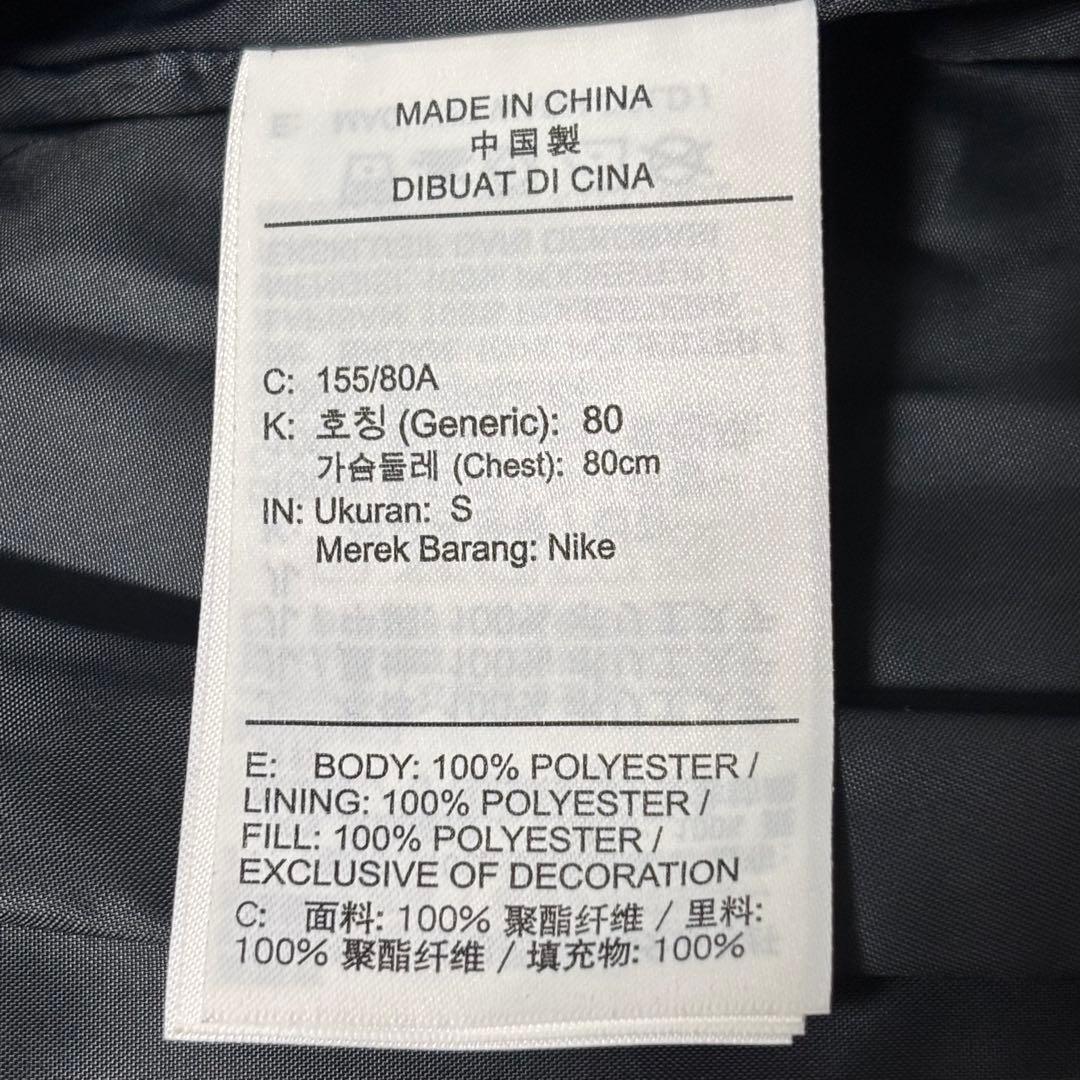 MADE IN CHINA
中国製
DIBUAT DI CINA
C: 155/80A
K: 호칭 (Generic): 80
가슴둘레 (Chest): 80cm
IN: Ukuran: S
Merek Barang: Nike
E: BODY: 100% POLYESTER /
LINING: 100% POLYESTER /
FILL: 100% POLYESTER /
EXCLUSIVE OF DECORATION
C: 面料: 100% 聚酯纤维 / 里料:
100% 聚酯纤维 / 填充物: 100%